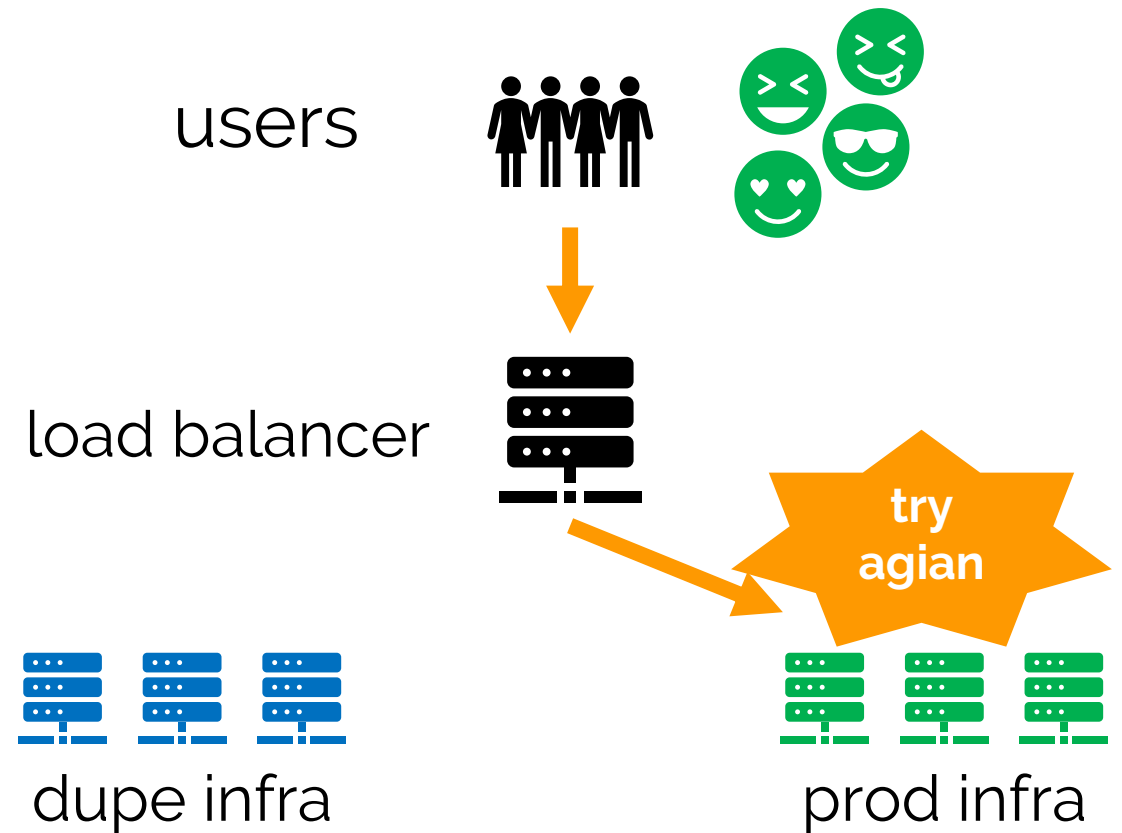 users
load balancer
try
agian
dupe infra
prod infra